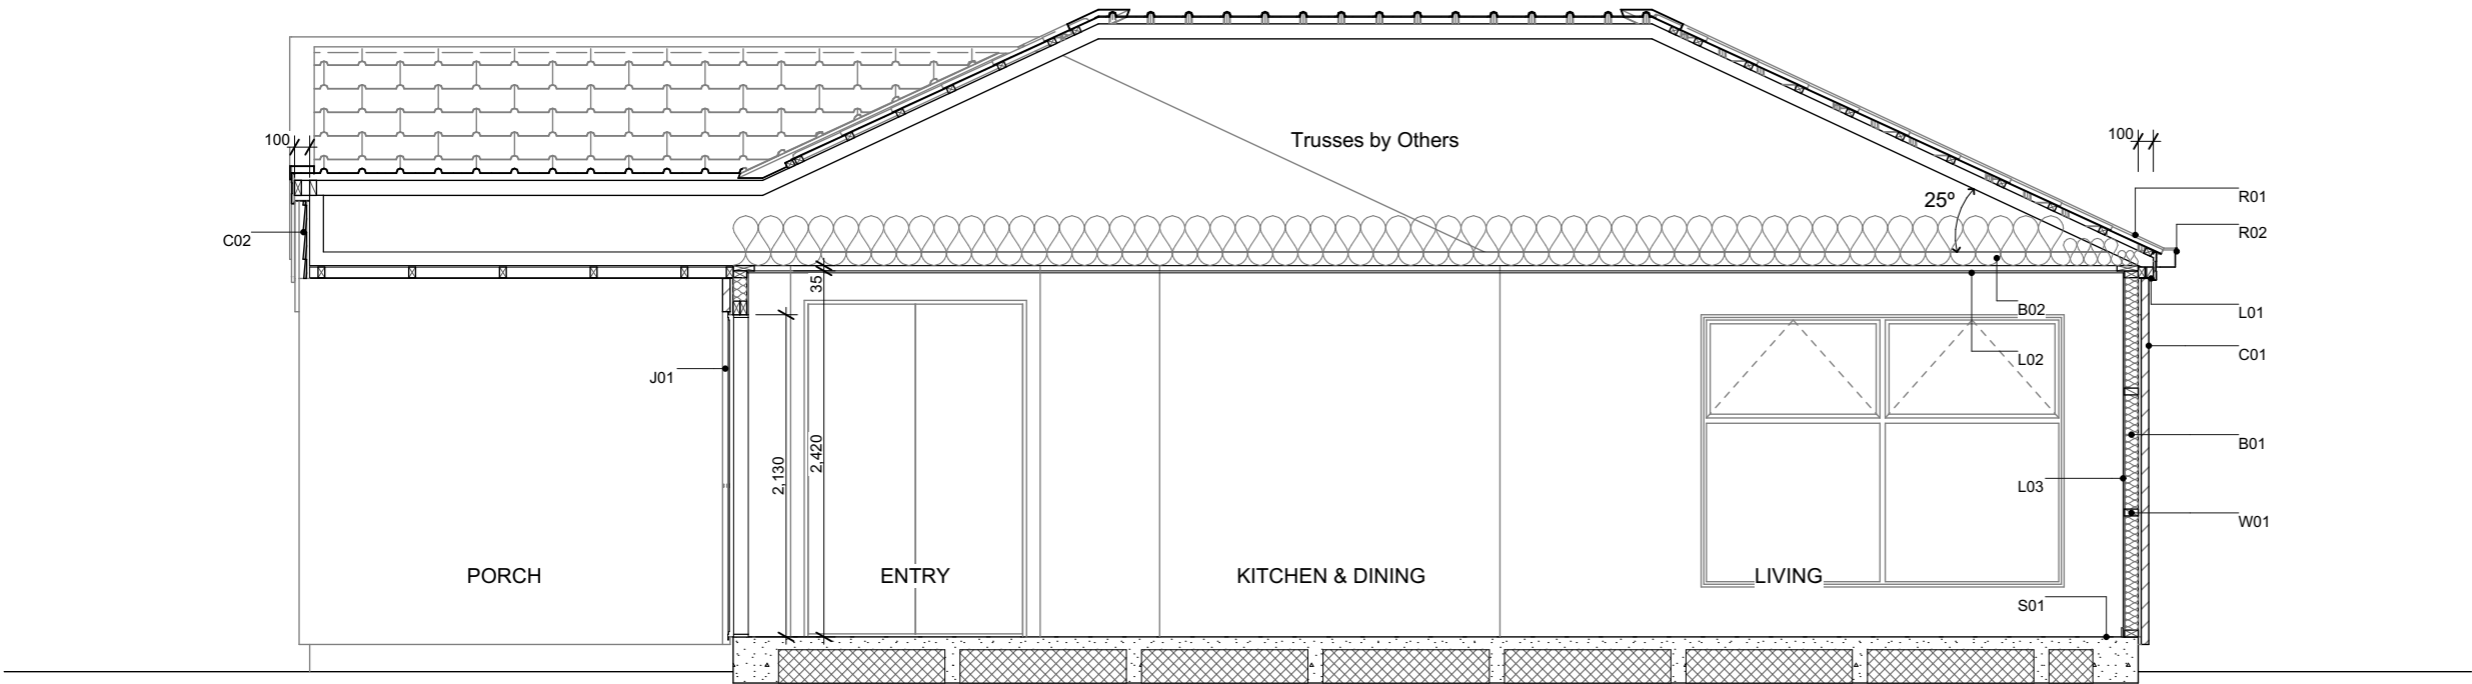 Trusses by Others
100
100
25º
R01
R02
C02
35
B02
L01
L02
C01
J01
2,130
2,420
B01
L03
W01
PORCH
ENTRY
KITCHEN & DINING
LIVING
S01